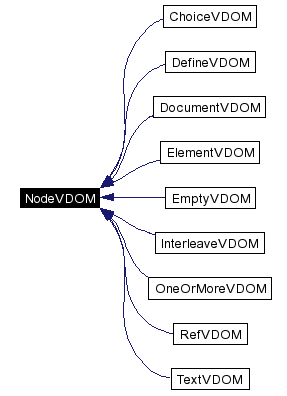 ChoiceVDOM
DefineVDOM
DocumentVDOM
ElementVDOM
NodeVDOM
EmptyVDOM
InterleaveVDOM
OneOrMoreVDOM
RefVDOM
TextVDOM